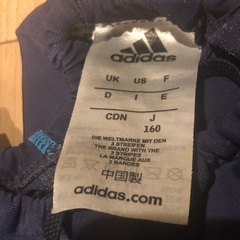 adidas
UK US F
D I E
CDN J
160
DIE WELTMARKE MIT DEN
3 STREIFEN
THE BRAND WITH THE
3 STRIPES
LA MARQUE AUX
3 BANDES
中国製
adidas.com